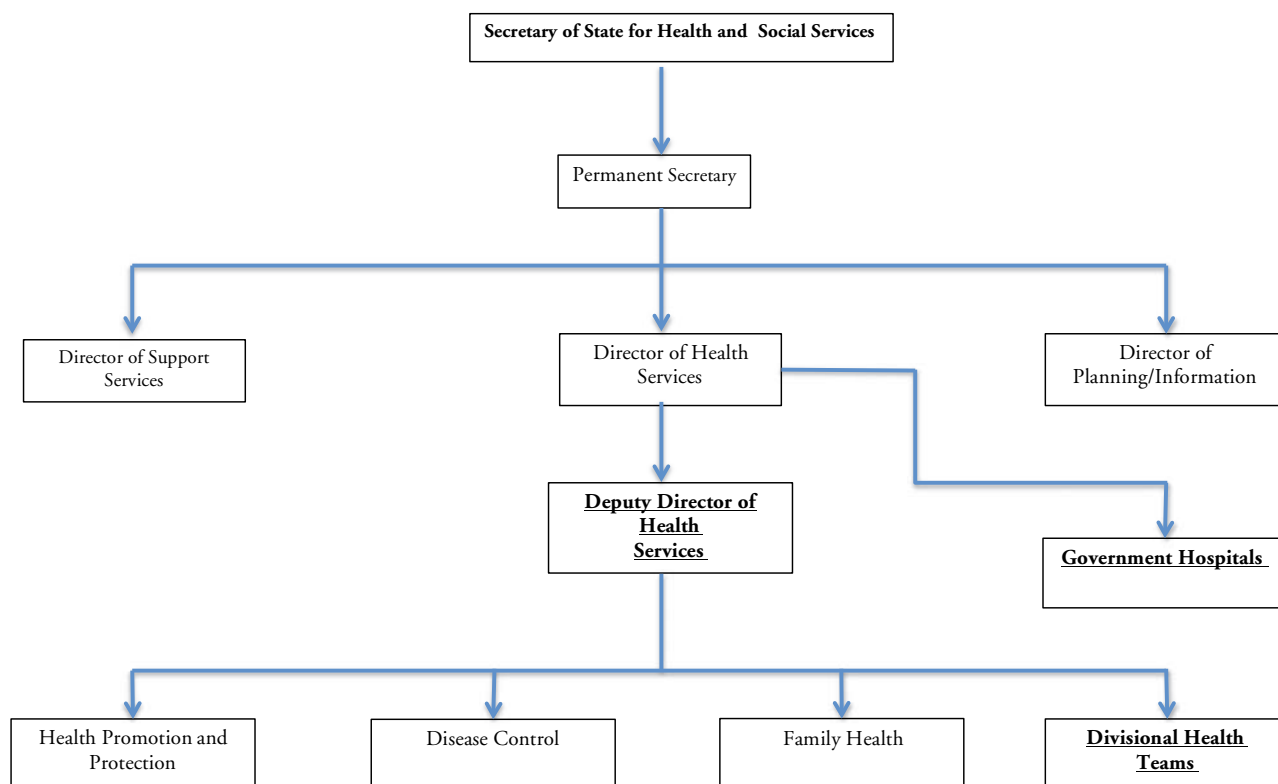 Secretary of State for Health and Social Services
Permanent Secretary
Director of Support
Services
Director of Health
Services
Director of
Planning/Information
Deputy Director of
Health
Services
Government Hospitals
Health Promotion and
Protection
Disease Control
Family Health
Divisional Health
Teams